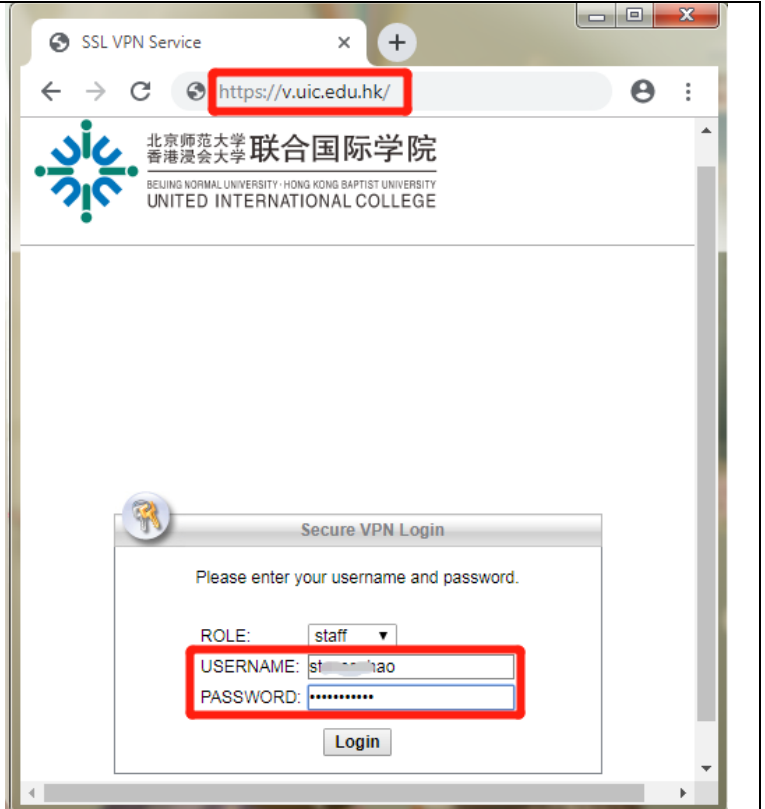 SSL VPN Service
https://v.uic.edu.hk/
北京师范大学
香港浸会大学
联合国际学院
BEIJING NORMAL UNIVERSITY·HONG KONG BAPTIST UNIVERSITY
UNITED INTERNATIONAL COLLEGE
Secure VPN Login
Please enter your username and password.
ROLE: staff
USERNAME:
PASSWORD: •••••••••••
Login